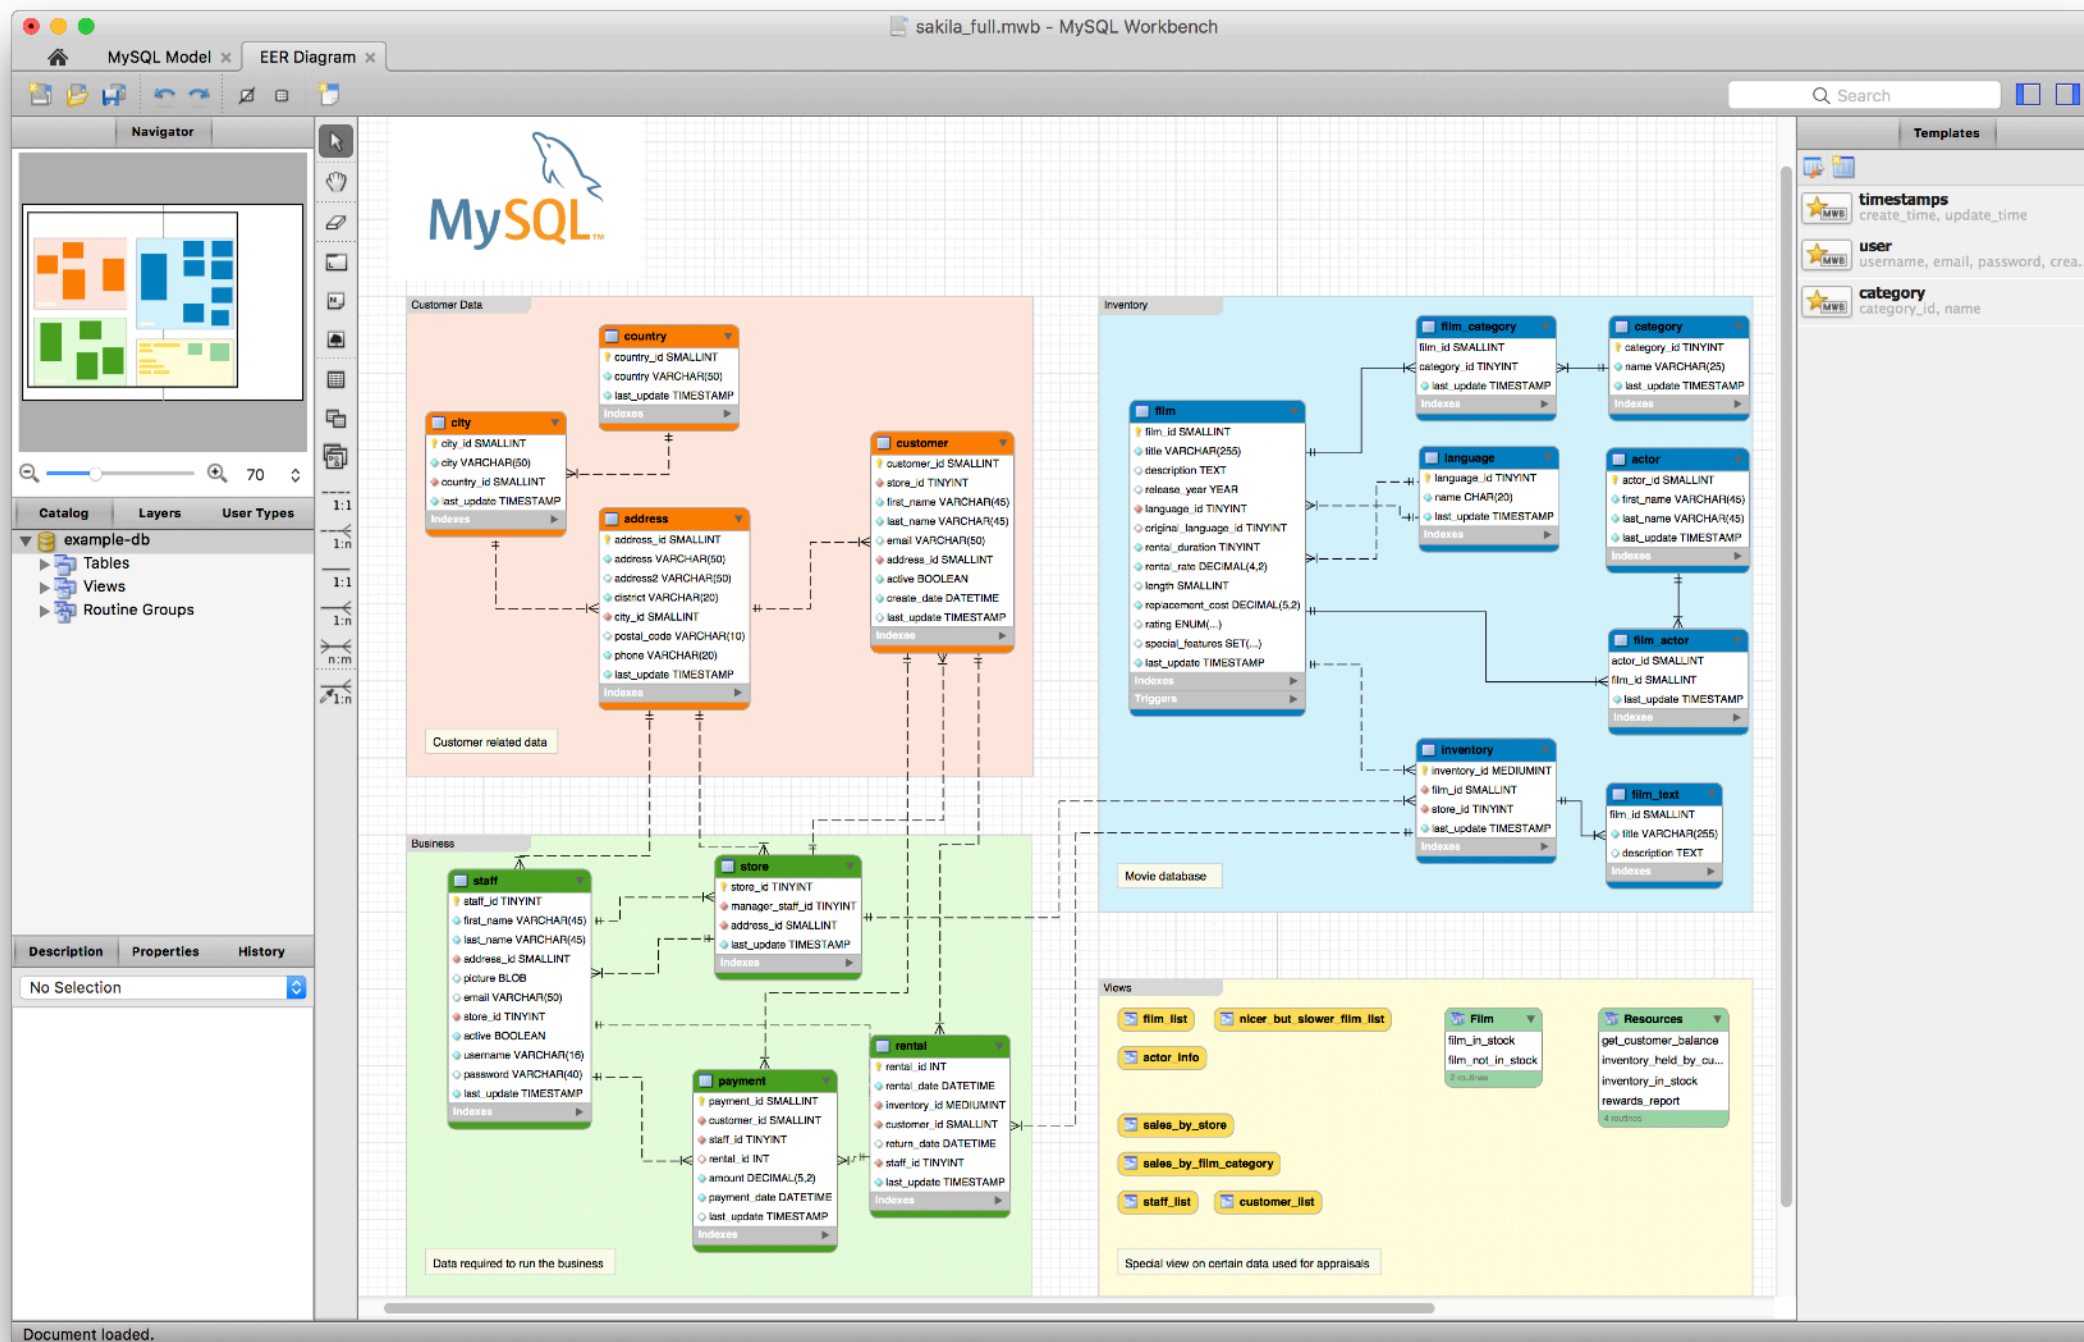 sakila_full.mwb - MySQL Workbench
MySQL Model
EER Diagram
Search
Navigator
70
Catalog Layers User Types
example-db
Tables
Views
Routine Groups
Description Properties History
No Selection
Document loaded.
1:1
1:n
1:1
1:n
n:m
1:n
MySQL™
Customer Data
country
country_id SMALLINT
country VARCHAR(50)
last_update TIMESTAMP
Indexes
city
city_id SMALLINT
city VARCHAR(50)
country_id SMALLINT
last_update TIMESTAMP
Indexes
address
address_id SMALLINT
address VARCHAR(50)
address2 VARCHAR(50)
district VARCHAR(20)
city_id SMALLINT
postal_code VARCHAR(10)
phone VARCHAR(20)
last_update TIMESTAMP
Indexes
customer
customer_id SMALLINT
store_id TINYINT
first_name VARCHAR(45)
last_name VARCHAR(45)
email VARCHAR(50)
address_id SMALLINT
active BOOLEAN
create_date DATETIME
last_update TIMESTAMP
Indexes
Customer related data
Inventory
film
film_id SMALLINT
title VARCHAR(255)
description TEXT
release_year YEAR
language_id TINYINT
original_language_id TINYINT
rental_duration TINYINT
rental_rate DECIMAL(4,2)
length SMALLINT
replacement_cost DECIMAL(5,2)
rating ENUM(...)
special_features SET(...)
last_update TIMESTAMP
Indexes
Triggers
film_category
film_id SMALLINT
category_id TINYINT
last_update TIMESTAMP
Indexes
category
category_id TINYINT
name VARCHAR(25)
last_update TIMESTAMP
Indexes
language
language_id TINYINT
name CHAR(20)
last_update TIMESTAMP
Indexes
actor
actor_id SMALLINT
first_name VARCHAR(45)
last_name VARCHAR(45)
last_update TIMESTAMP
Indexes
film_actor
actor_id SMALLINT
film_id SMALLINT
last_update TIMESTAMP
Indexes
inventory
inventory_id MEDIUMINT
film_id SMALLINT
store_id TINYINT
last_update TIMESTAMP
Indexes
film_text
film_id SMALLINT
title VARCHAR(255)
description TEXT
Indexes
Movie database
Business
staff
staff_id TINYINT
first_name VARCHAR(45)
last_name VARCHAR(45)
address_id SMALLINT
picture BLOB
email VARCHAR(50)
store_id TINYINT
active BOOLEAN
username VARCHAR(16)
password VARCHAR(40)
last_update TIMESTAMP
Indexes
store
store_id TINYINT
manager_staff_id TINYINT
address_id SMALLINT
last_update TIMESTAMP
Indexes
payment
payment_id SMALLINT
customer_id SMALLINT
staff_id TINYINT
rental_id INT
amount DECIMAL(5,2)
payment_date DATETIME
last_update TIMESTAMP
Indexes
rental
rental_id INT
rental_date DATETIME
inventory_id MEDIUMINT
customer_id SMALLINT
return_date DATETIME
staff_id TINYINT
last_update TIMESTAMP
Indexes
Data required to run the business
Views
film_list
nicer_but_slower_film_list
actor_info
sales_by_store
sales_by_film_category
staff_list
customer_list
Film
film_in_stock
film_not_in_stock
2 routines
Resources
get_customer_balance
inventory_held_by_cu...
inventory_in_stock
rewards_report
4 routines
Special view on certain data used for appraisals
Templates
timestamps
create_time, update_time
user
username, email, password, crea...
category
category_id, name
MWB
MWB
MWB